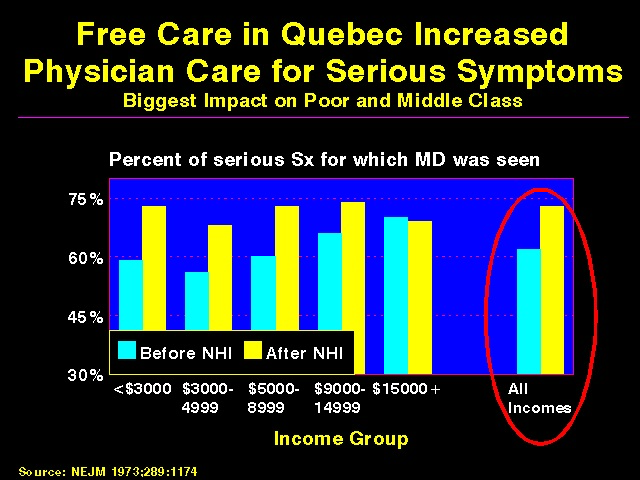 Free Care in Quebec Increased
Physician Care for Serious Symptoms
Biggest Impact on Poor and Middle Class
Percent of serious Sx for which MD was seen
75%
60%
45%
30%
Before NHI After NHI
<$3000 $3000- $5000- $9000- $15000+ All
4999 8999 14999 Incomes
Income Group
Source: NEJM 1973;289:1174